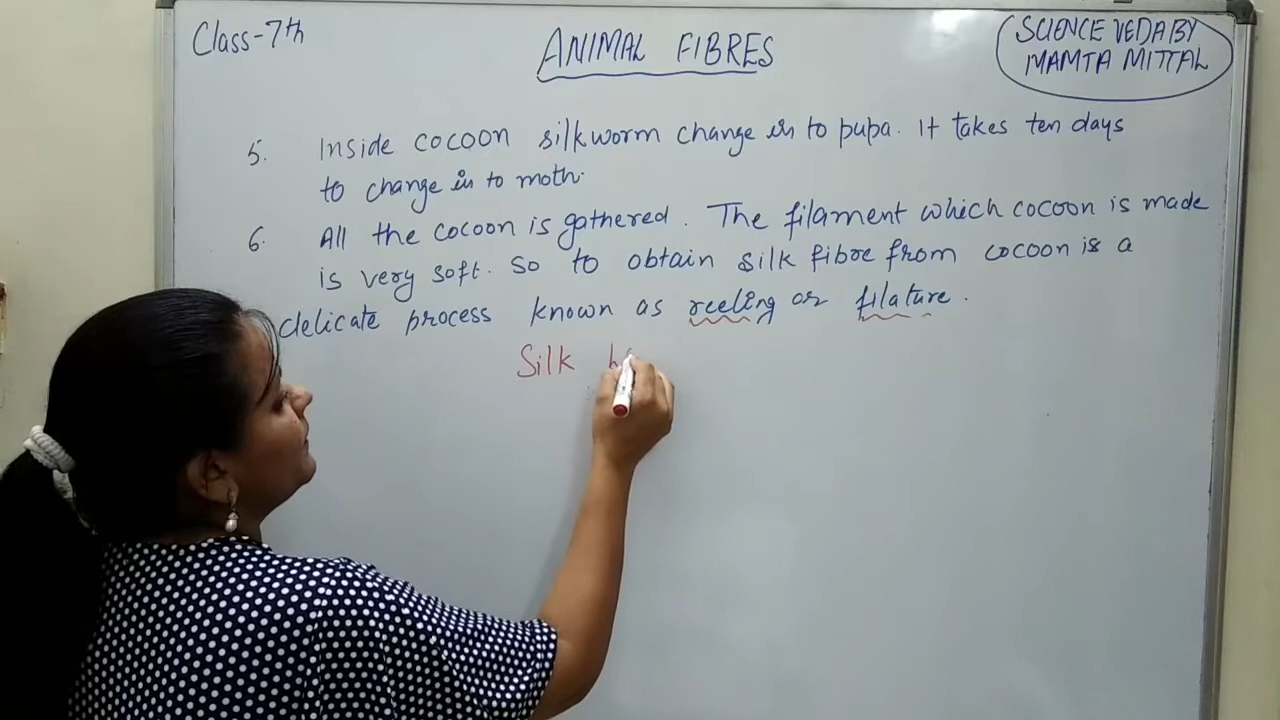 Class-7th
ANIMAL FIBRES
SCIENCE VEDA BY
MAMTA MITTAL
5. Inside cocoon silkworm change in to pupa. It takes ten days
to change in to moth.
6. All the cocoon is gathered. The filament which cocoon is made
is very soft. So to obtain silk fibre from cocoon is a
delicate process known as reeling or filature.
Silk